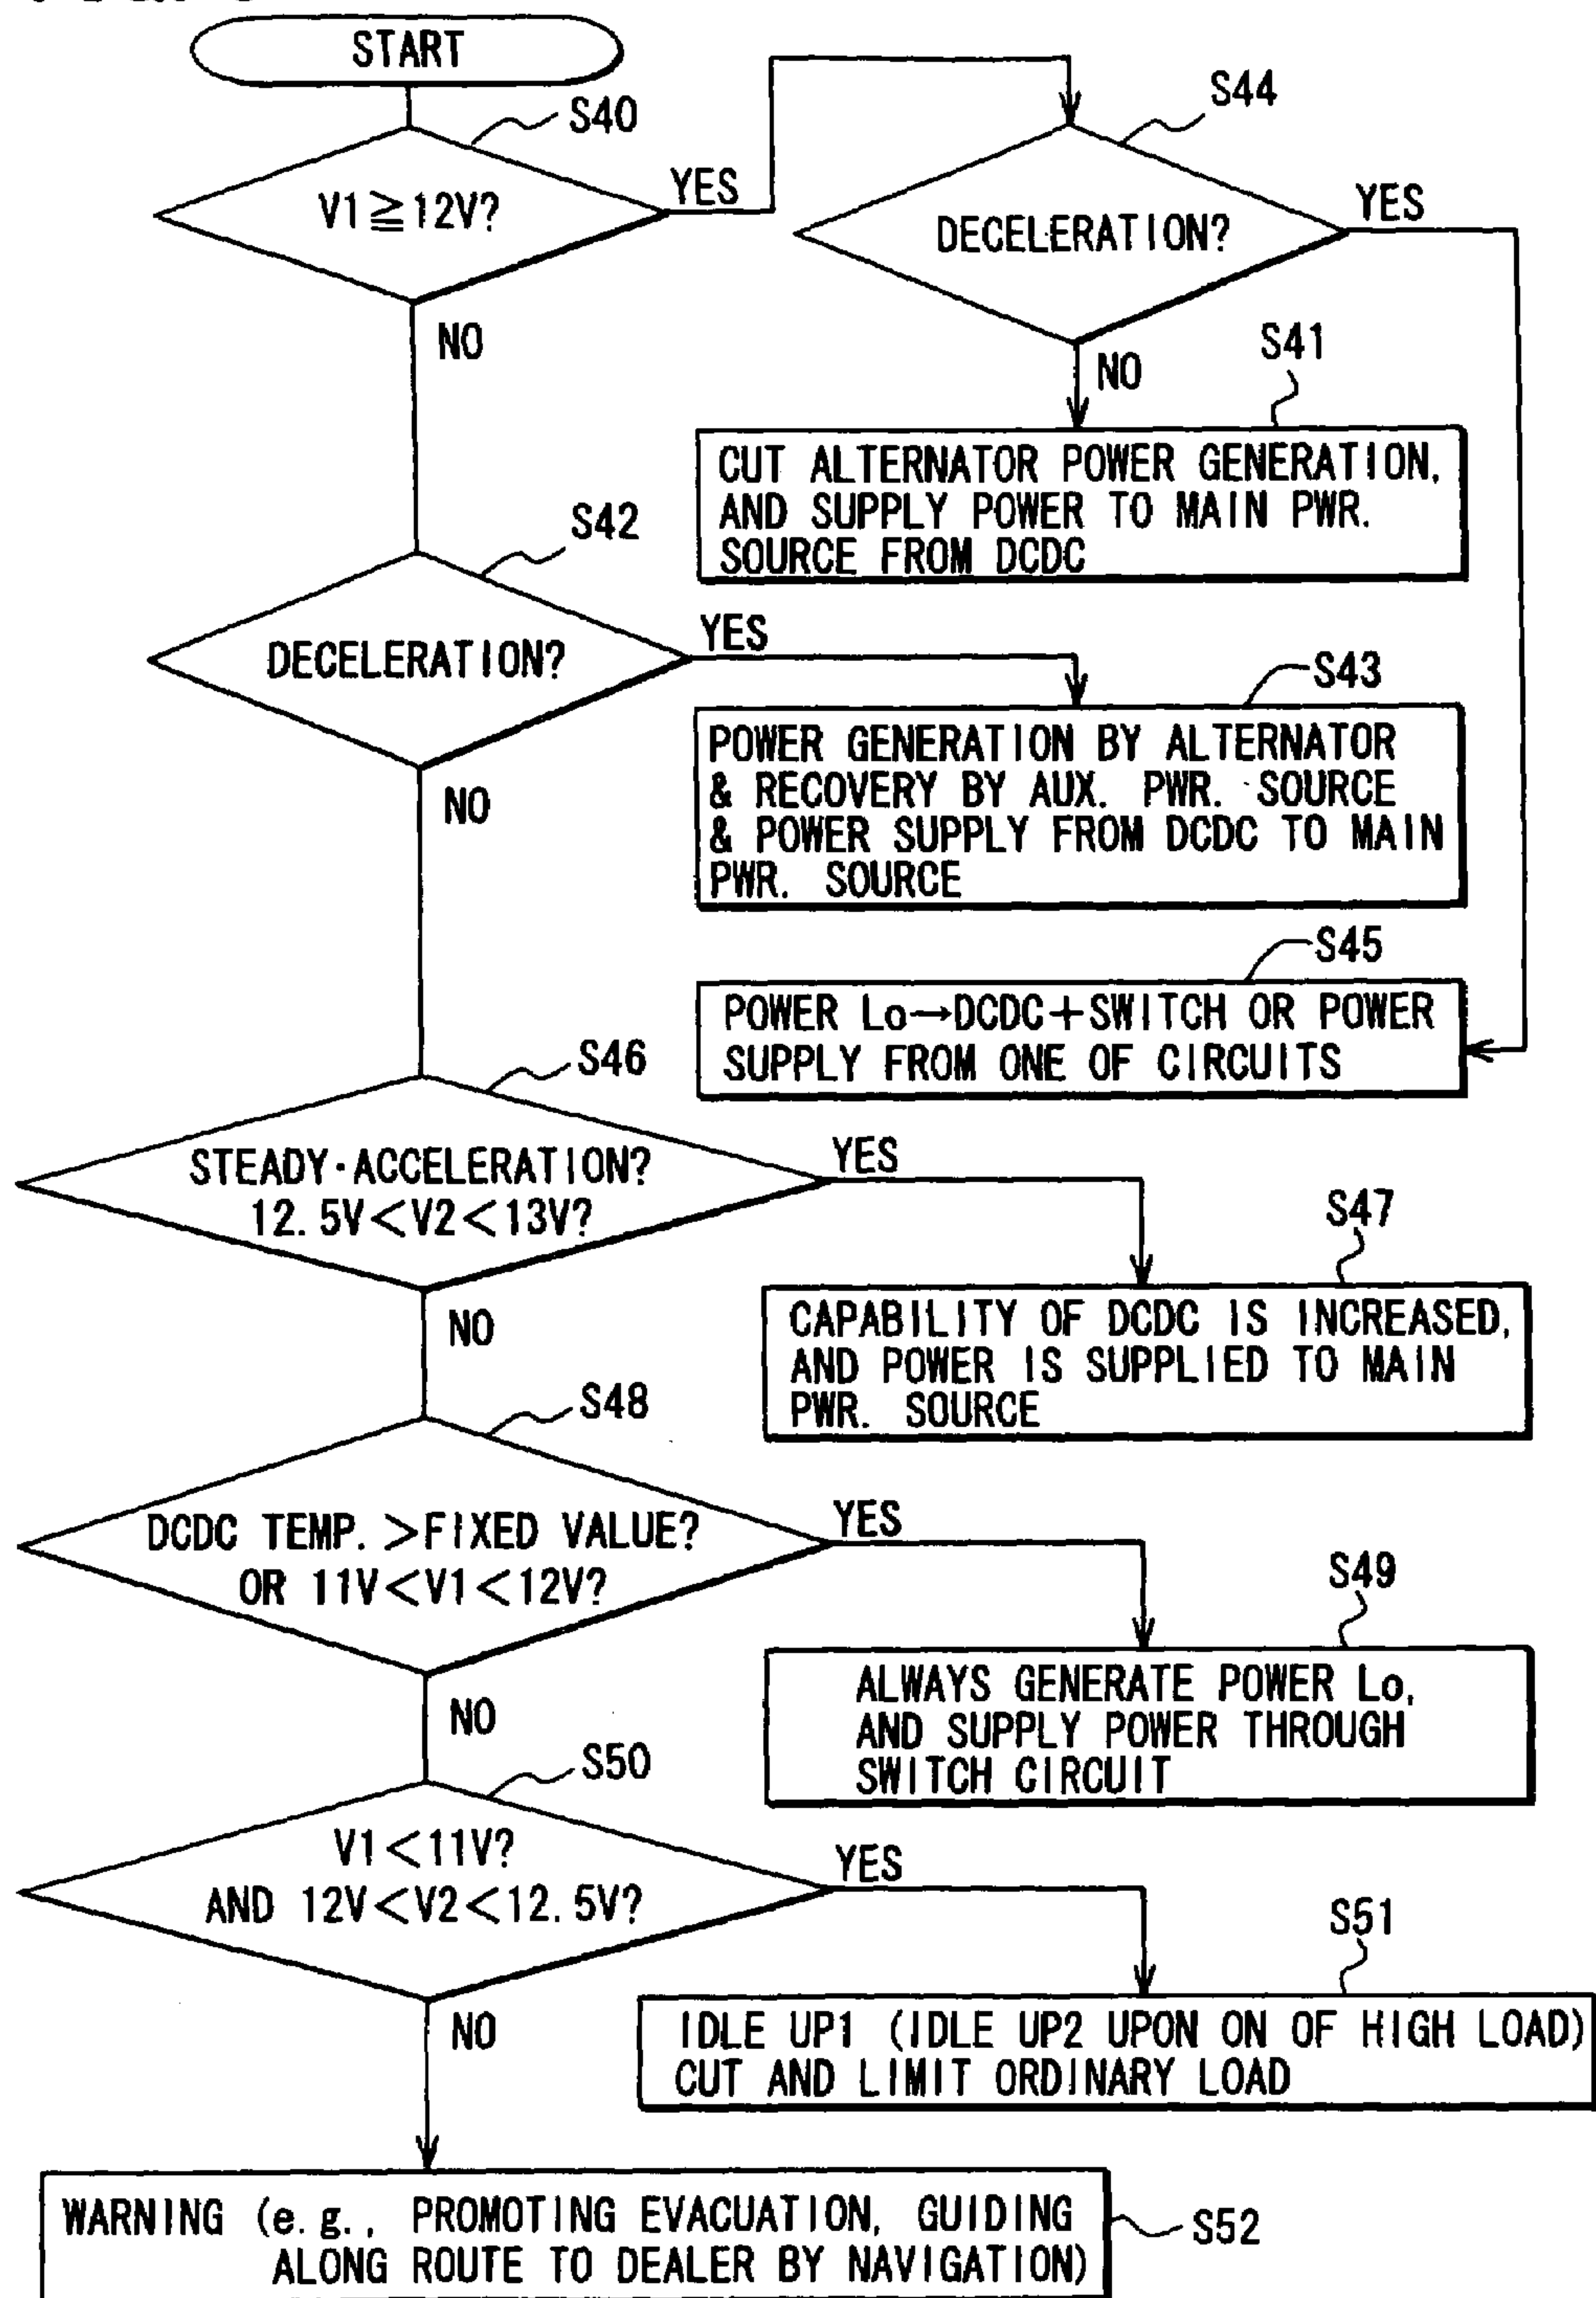 START
S40
V1≧12V?
YES
NO
S44
DECELERATION?
YES
NO
S41
CUT ALTERNATOR POWER GENERATION,
AND SUPPLY POWER TO MAIN PWR.
SOURCE FROM DCDC
S42
DECELERATION?
YES
NO
S43
POWER GENERATION BY ALTERNATOR
& RECOVERY BY AUX. PWR. SOURCE
& POWER SUPPLY FROM DCDC TO MAIN
PWR. SOURCE
S45
POWER Lo→DCDC+SWITCH OR POWER
SUPPLY FROM ONE OF CIRCUITS
S46
STEADY·ACCELERATION?
12.5V<V2<13V?
YES
NO
S47
CAPABILITY OF DCDC IS INCREASED,
AND POWER IS SUPPLIED TO MAIN
PWR. SOURCE
S48
DCDC TEMP. >FIXED VALUE?
OR 11V<V1<12V?
YES
NO
S49
ALWAYS GENERATE POWER Lo,
AND SUPPLY POWER THROUGH
SWITCH CIRCUIT
S50
V1<11V?
AND 12V<V2<12.5V?
YES
NO
S51
IDLE UP1 (IDLE UP2 UPON ON OF HIGH LOAD)
CUT AND LIMIT ORDINARY LOAD
WARNING (e.g., PROMOTING EVACUATION, GUIDING
ALONG ROUTE TO DEALER BY NAVIGATION)
S52